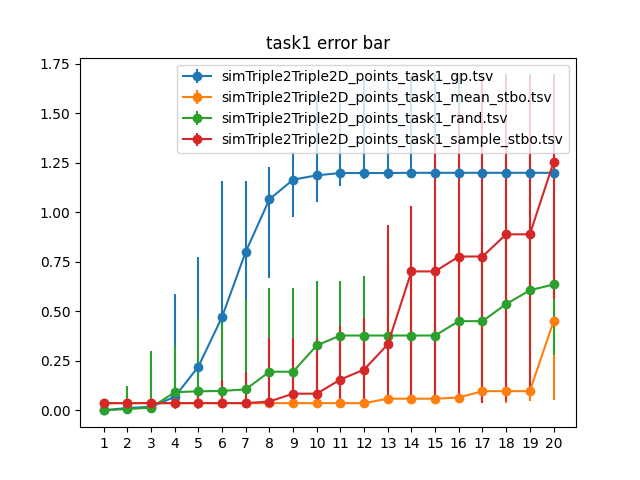 task1 error bar
simTriple2Triple2D_points_task1_gp.tsv
simTriple2Triple2D_points_task1_mean_stbo.tsv
simTriple2Triple2D_points_task1_rand.tsv
simTriple2Triple2D_points_task1_sample_stbo.tsv
1.75
1.50
1.25
1.00
0.75
0.50
0.25
0.00
1 2 3 4 5 6 7 8 9 10 11 12 13 14 15 16 17 18 19 20